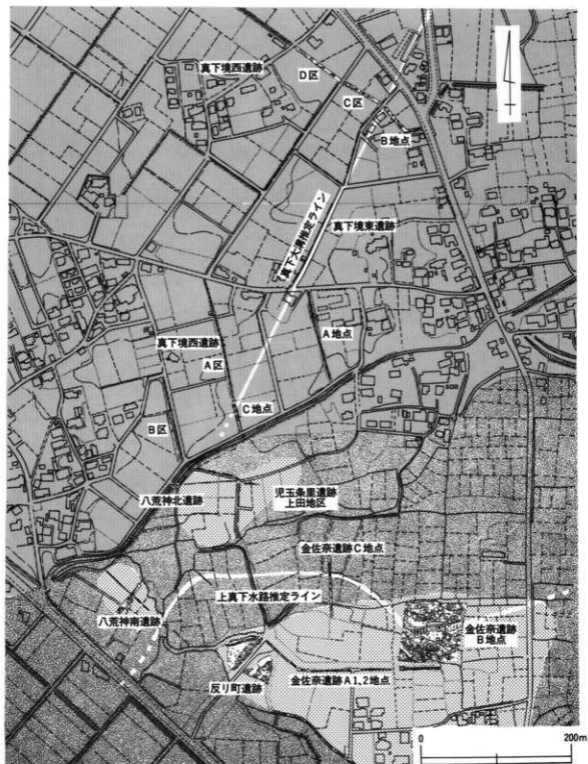 真下境西遺跡
D区
C区
B地点
真下大溝推定ライン
真下境東遺跡
真下境西遺跡
A地点
A区
C地点
B区
八荒神北遺跡
児玉条里遺跡
上田地区
金佐奈遺跡C地点
上真下水路推定ライン
八荒神南遺跡
金佐奈遺跡
B地点
反り町遺跡
金佐奈遺跡A1,2地点
0
200m